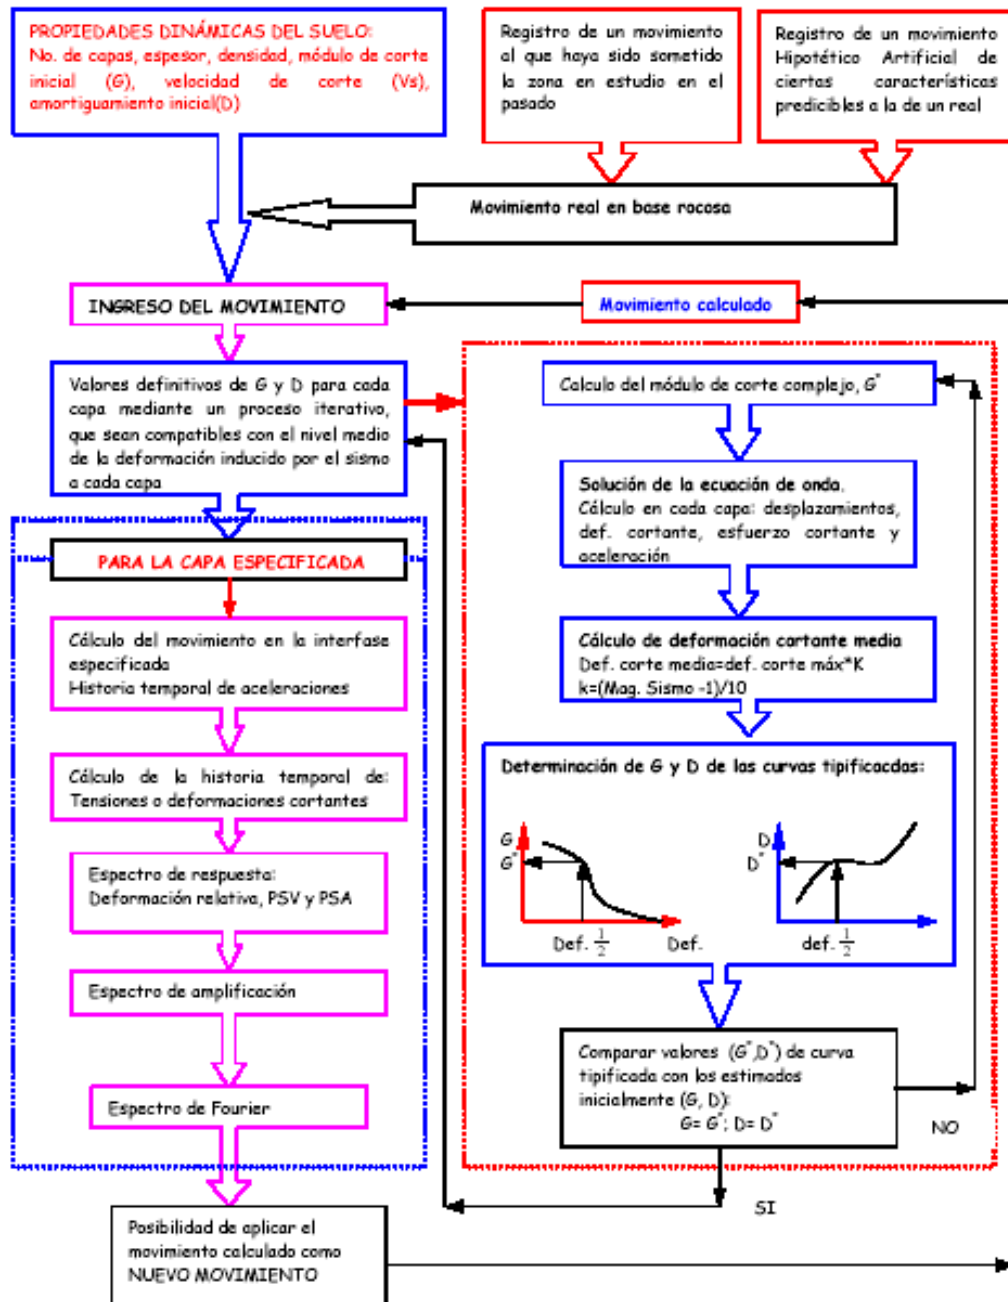 PROPIEDADES DINÁMICAS DEL SUELO:
No. de capas, espesor, densidad, módulo de corte
inicial (G), velocidad de corte (Vs),
amortiguamiento inicial(D)
Registro de un movimiento
al que haya sido sometido
la zona en estudio en el
pasado
Registro de un movimiento
Hipotético Artificial de
ciertas características
predicibles a la de un real
Movimiento real en base rocosa
INGRESO DEL MOVIMIENTO
Movimiento calculado
Valores definitivos de G y D para cada
capa mediante un proceso iterativo,
que sean compatibles con el nivel medio
de la deformación inducido por el sismo
a cada capa
PARA LA CAPA ESPECIFICADA
Cálculo del movimiento en la interfase
especificada
Historia temporal de aceleraciones
Cálculo de la historia temporal de:
Tensiones o deformaciones cortantes
Espectro de respuesta:
Deformación relativa, PSV y PSA
Espectro de amplificación
Espectro de Fourier
Posibilidad de aplicar el
movimiento calculado como
NUEVO MOVIMIENTO
Calculo del módulo de corte complejo, G*
Solución de la ecuación de onda.
Cálculo en cada capa: desplazamientos,
def. cortante, esfuerzo cortante y
aceleración
Cálculo de deformación cortante media
Def. corte media=def. corte máx*K
k=(Mag. Sismo -1)/10
Determinación de G y D de las curvas tipificacdas:
G
G*
Def. 1/2
Def.
D
D*
def. 1/2
Comparar valores (G*,D*) de curva
tipificada con los estimados
inicialmente (G, D):
G= G*; D= D*
NO
SI